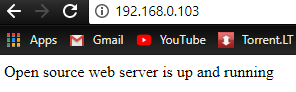 192.168.0.103
Apps Gmail YouTube Torrent.LT
Open source web server is up and running